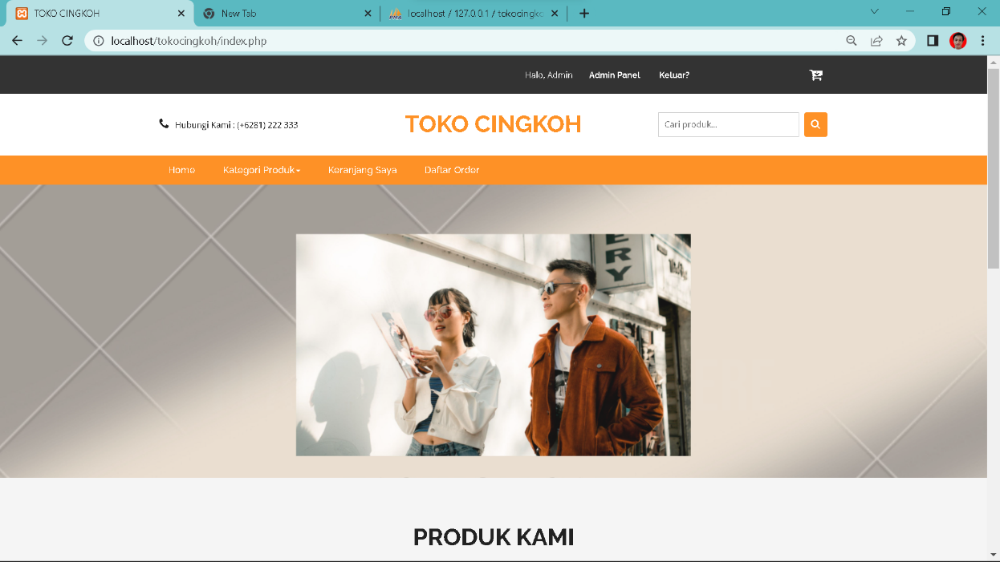 TOKO CINGKOH
New Tab
localhost / 127.0.0.1 / tokocingko
localhost/tokocingkoh/index.php
Halo, Admin Admin Panel Keluar?
Hubungi Kami : (+6281) 222 333
TOKO CINGKOH
Cari produk...
Home Kategori Produk Keranjang Saya Daftar Order
ERY
PRODUK KAMI